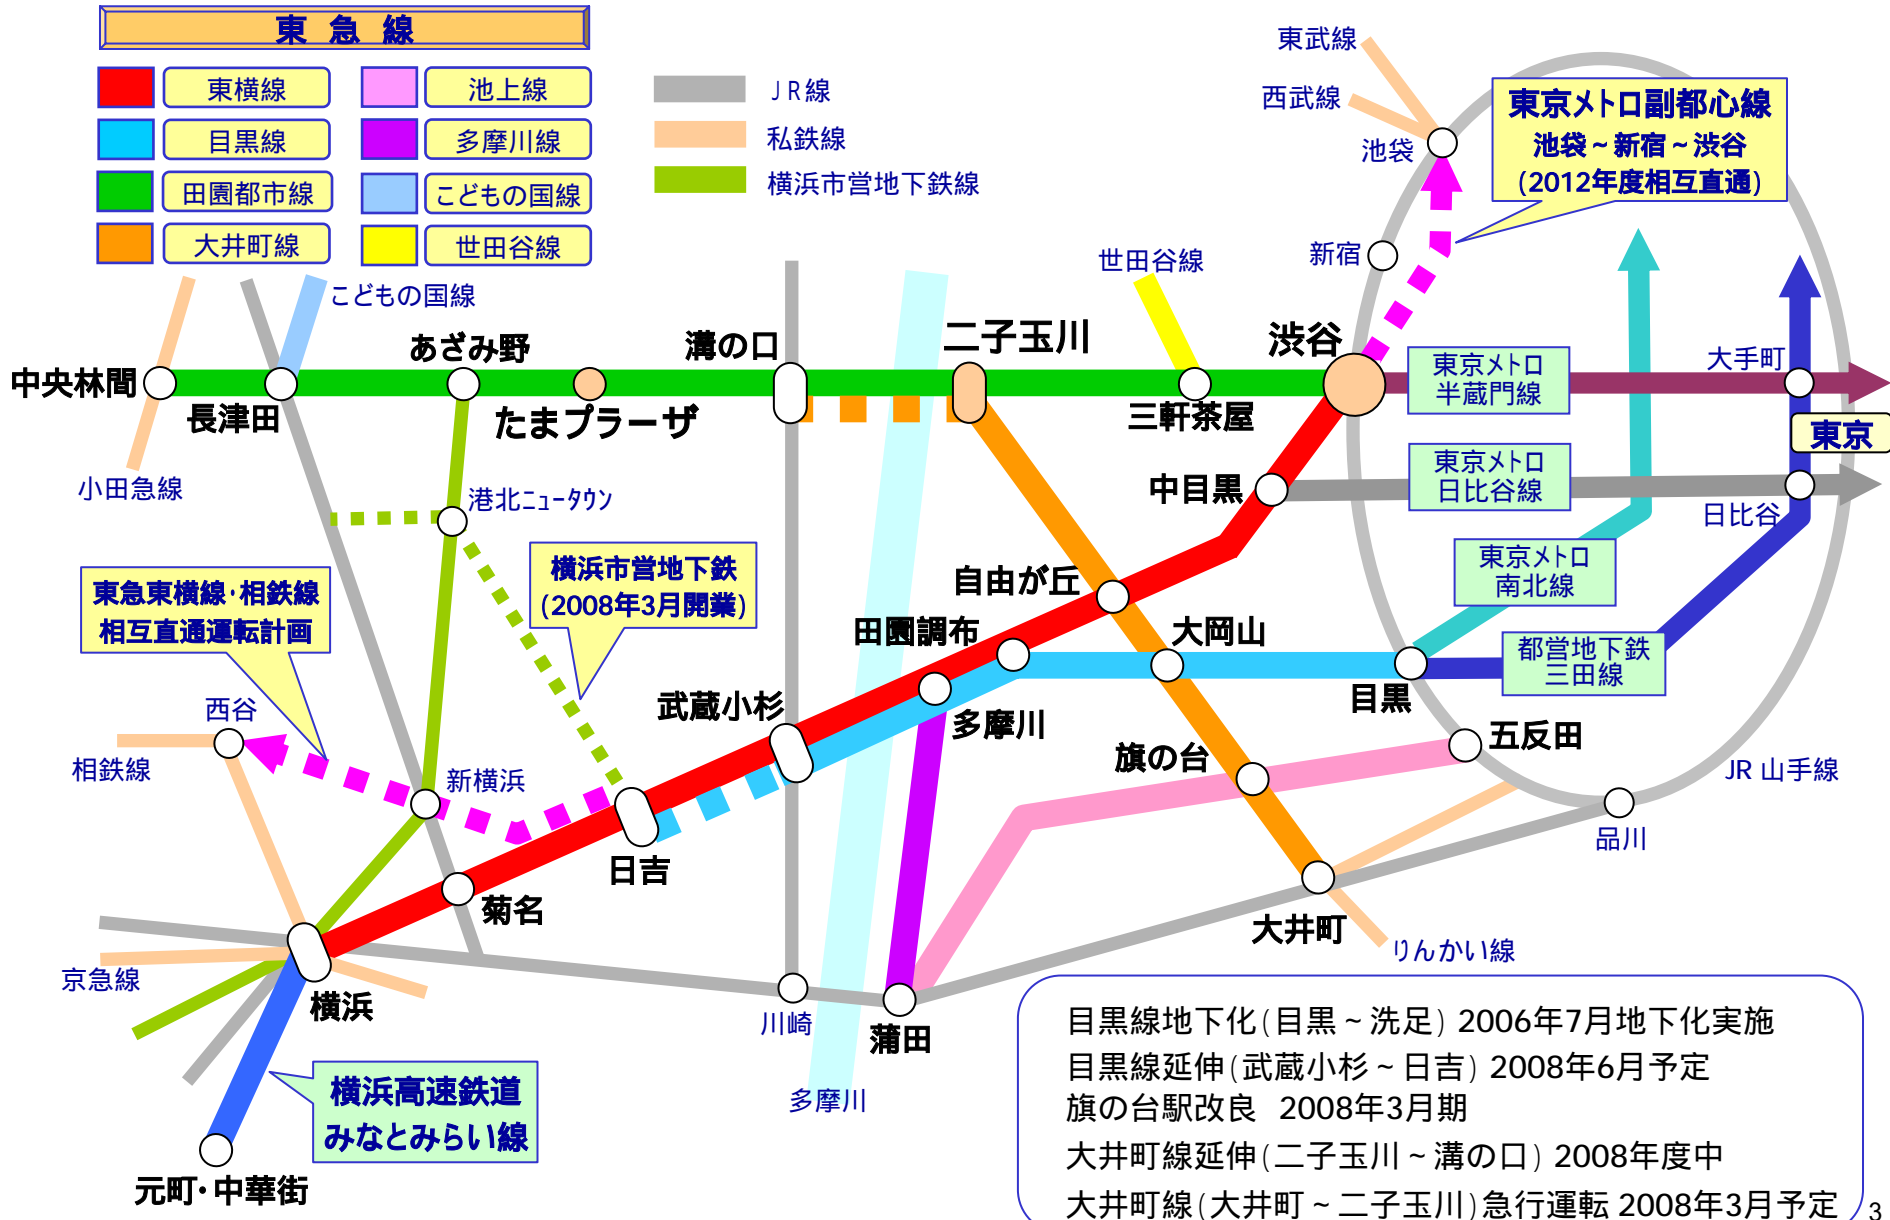 東急線
東横線
池上線
目黒線
多摩川線
田園都市線
こどもの国線
大井町線
世田谷線
JR線
私鉄線
横浜市営地下鉄線
東武線
西武線
池袋
東京メトロ副都心線
池袋~新宿~渋谷
(2012年度相互直通)
新宿
世田谷線
こどもの国線
あざみ野
溝の口
二子玉川
渋谷
中央林間
長津田
たまプラーザ
三軒茶屋
東京メトロ
半蔵門線
大手町
東京
小田急線
港北ニュータウン
中目黒
東京メトロ
日比谷線
日比谷
東京メトロ
南北線
横浜市営地下鉄
(2008年3月開業)
東急東横線・相鉄線
相互直通運転計画
自由が丘
田園調布
大岡山
都営地下鉄
三田線
目黒
西谷
武蔵小杉
多摩川
旗の台
五反田
相鉄線
新横浜
JR 山手線
日吉
品川
菊名
大井町
りんかい線
京急線
横浜
川崎
蒲田
多摩川
横浜高速鉄道
みなとみらい線
元町・中華街
目黒線地下化(目黒~洗足) 2006年7月地下化実施
目黒線延伸(武蔵小杉~日吉) 2008年6月予定
旗の台駅改良 2008年3月期
大井町線延伸(二子玉川~溝の口) 2008年度中
大井町線(大井町~二子玉川)急行運転 2008年3月予定
3